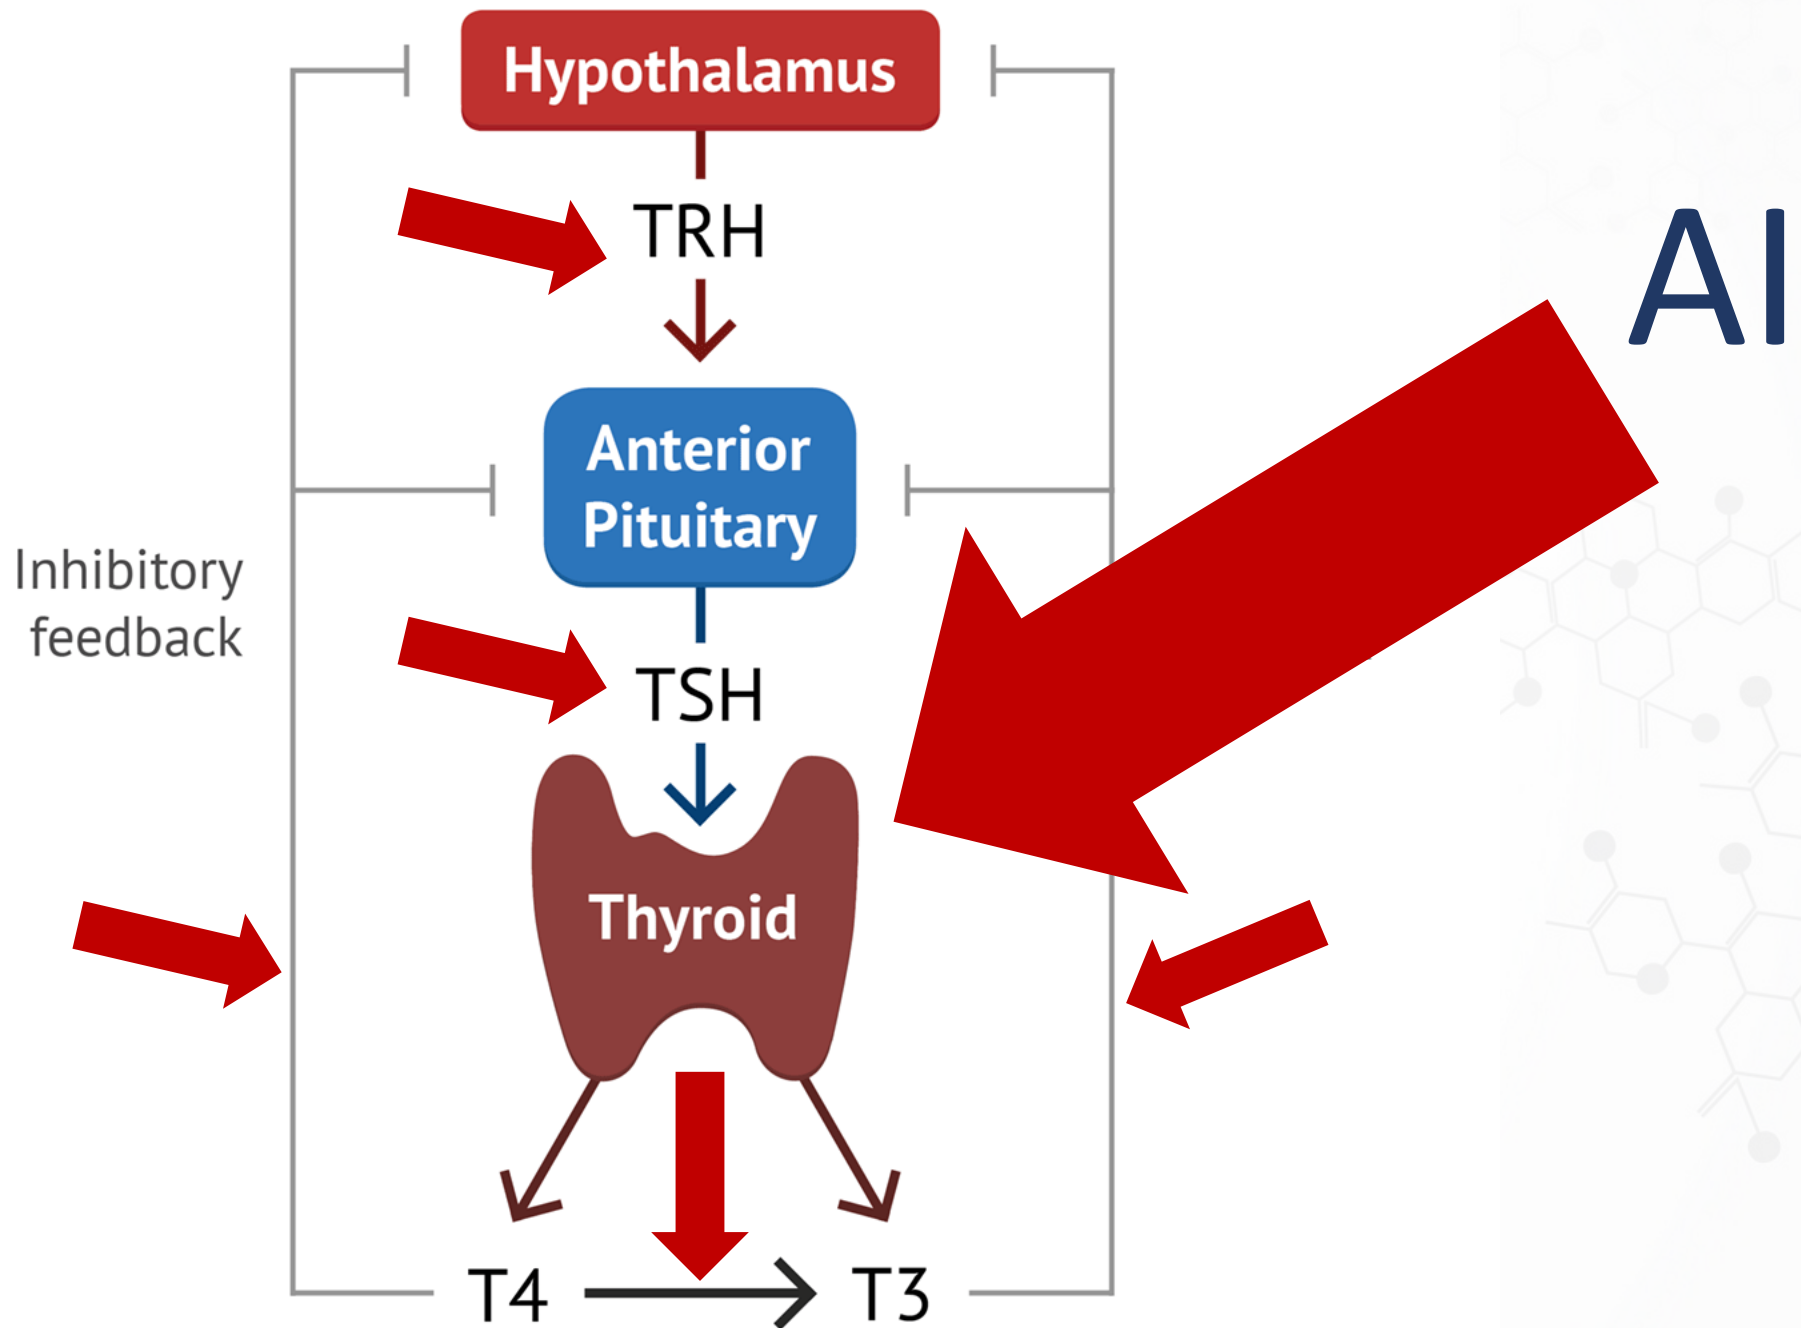 Hypothalamus
TRH
AI
Anterior
Pituitary
Inhibitory
feedback
TSH
Thyroid
T4
T3